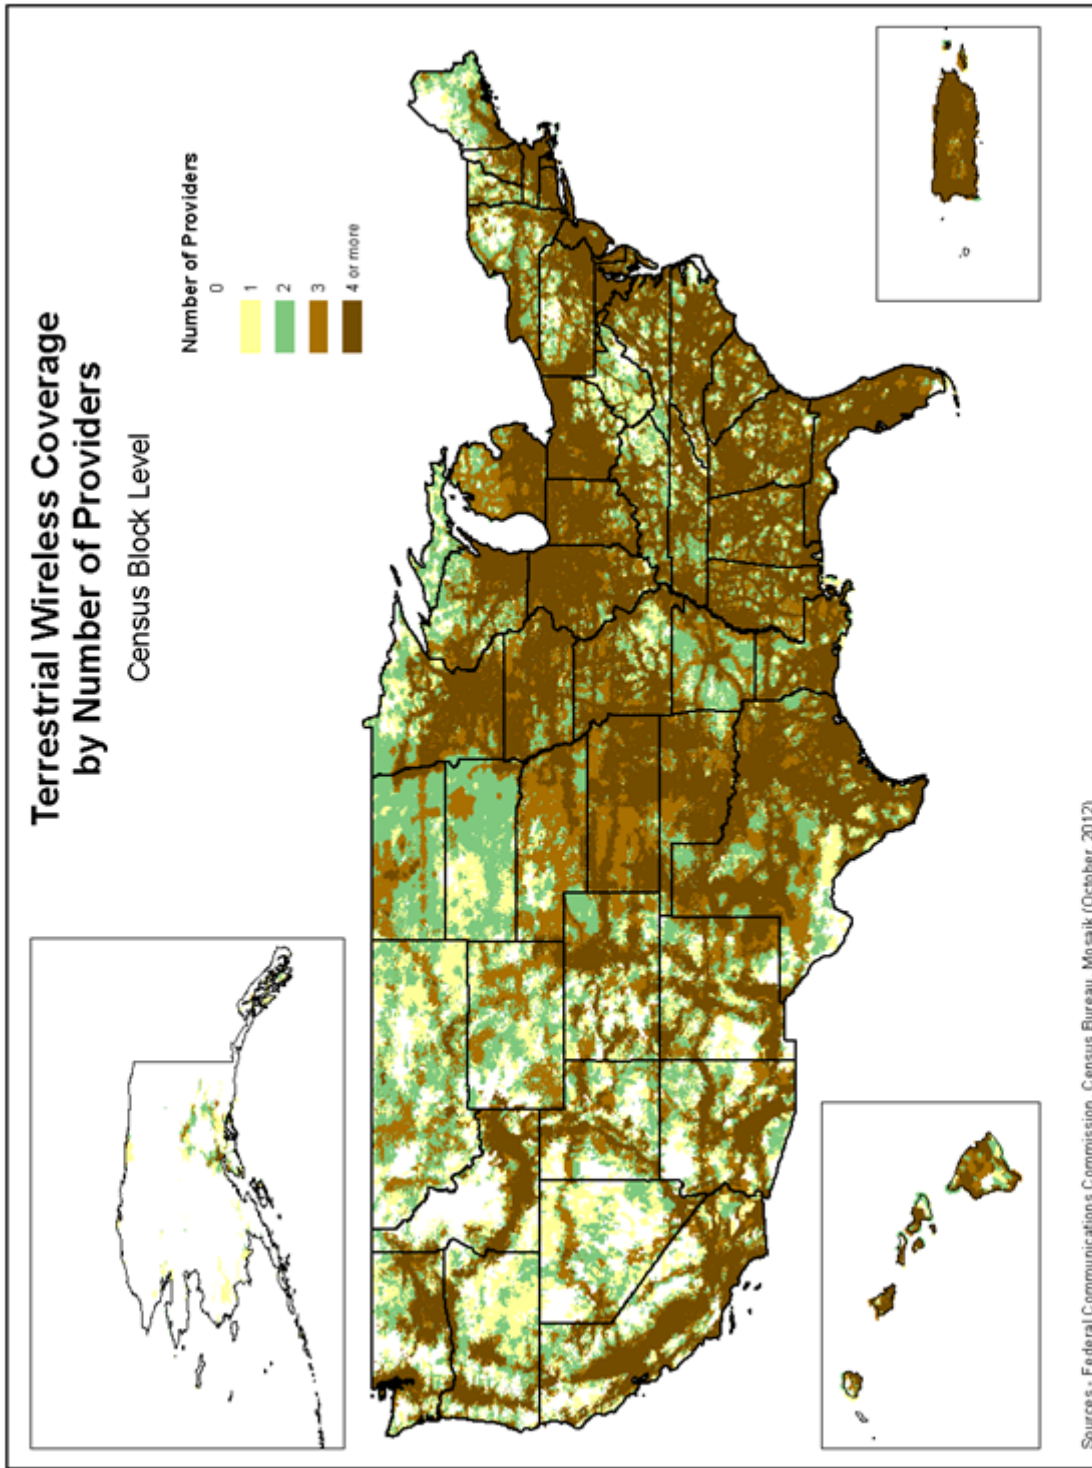 Terrestrial Wireless Coverage
by Number of Providers
Census Block Level
Number of Providers
0
1
2
3
4 or more
Sources: Federal Communications Commission, Census Bureau, Mosaik (October 2012)